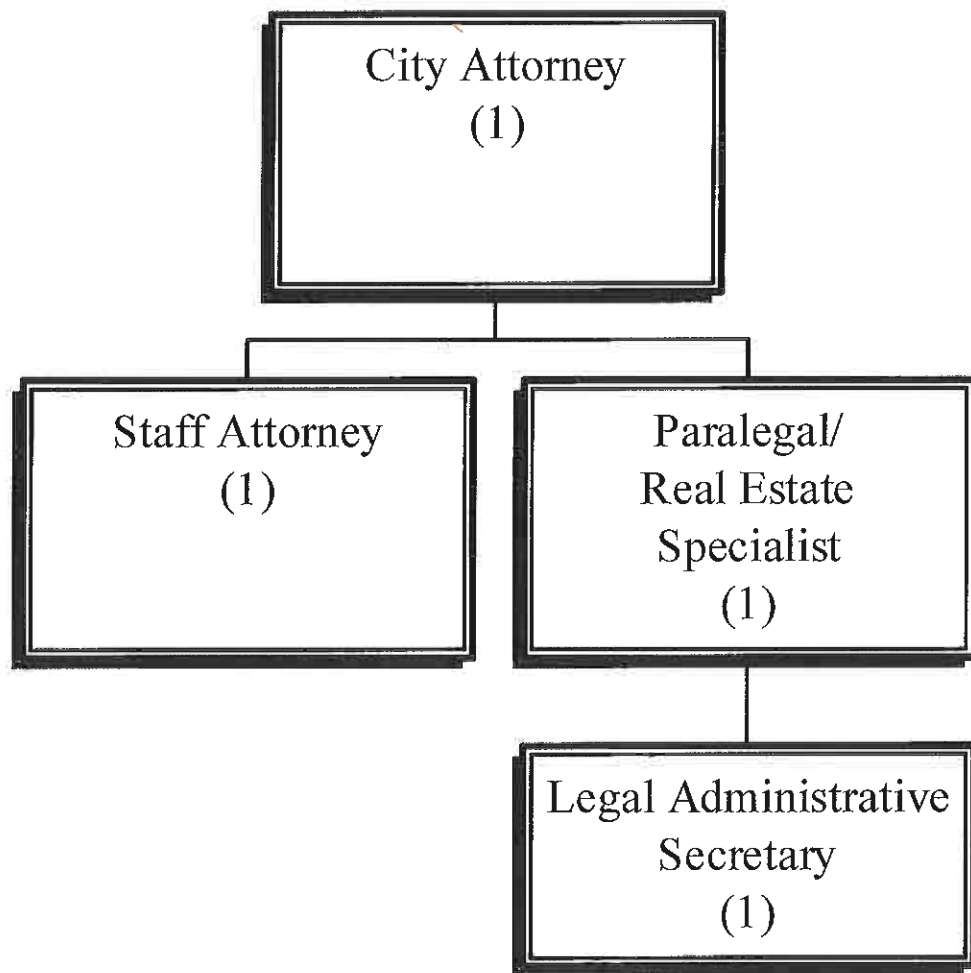 City Attorney
(1)
Staff Attorney
(1)
Paralegal/
Real Estate
Specialist
(1)
Legal Administrative
Secretary
(1)